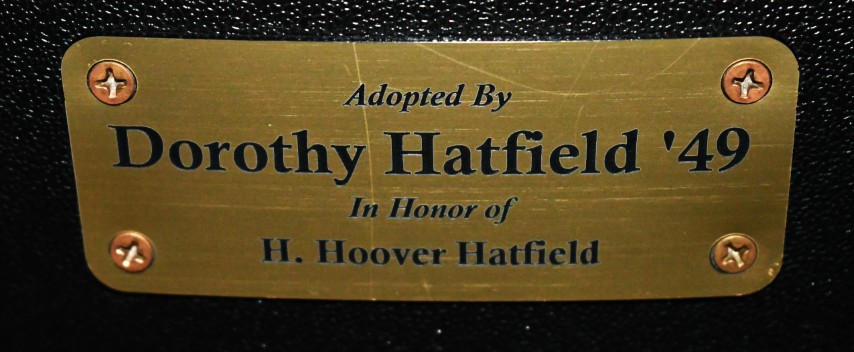 Adopted By
Dorothy Hatfield '49
In Honor of
H. Hoover Hatfield